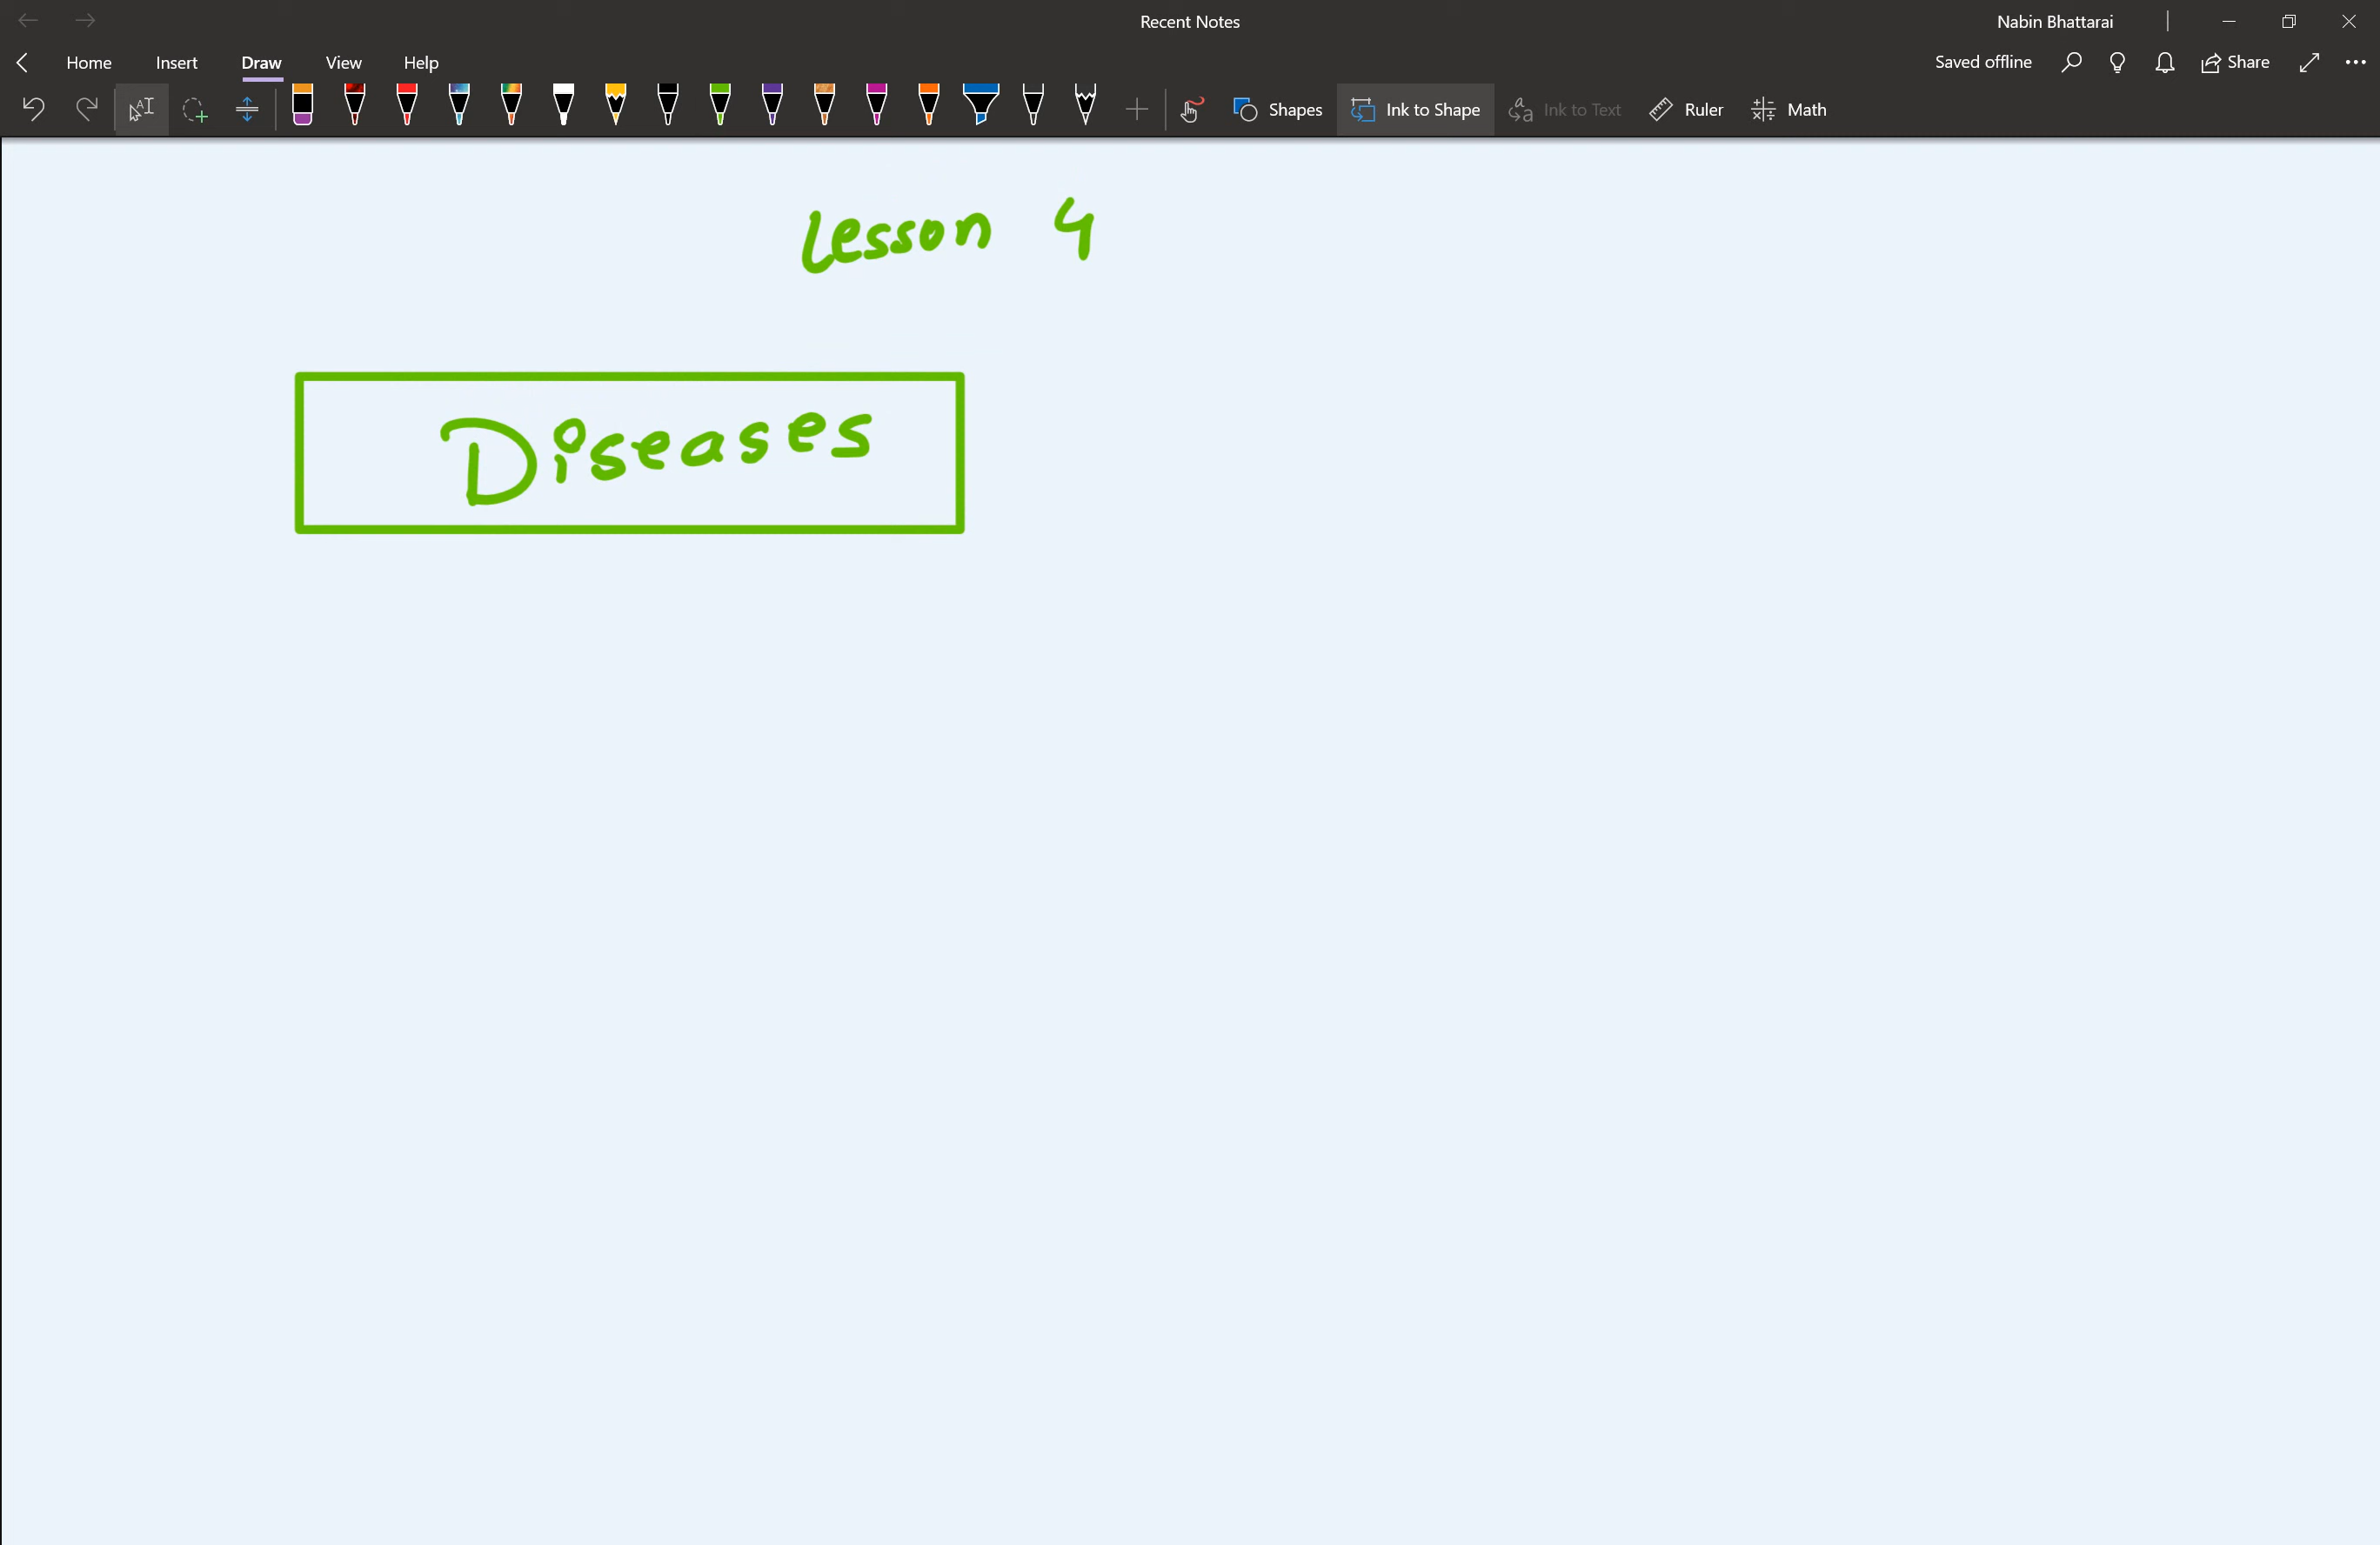 Recent Notes
Nabin Bhattarai
Home Insert Draw View Help
Saved offline
Share
Shapes
Ink to Shape
Ink to Text
Ruler
Math
Lesson 4
Diseases